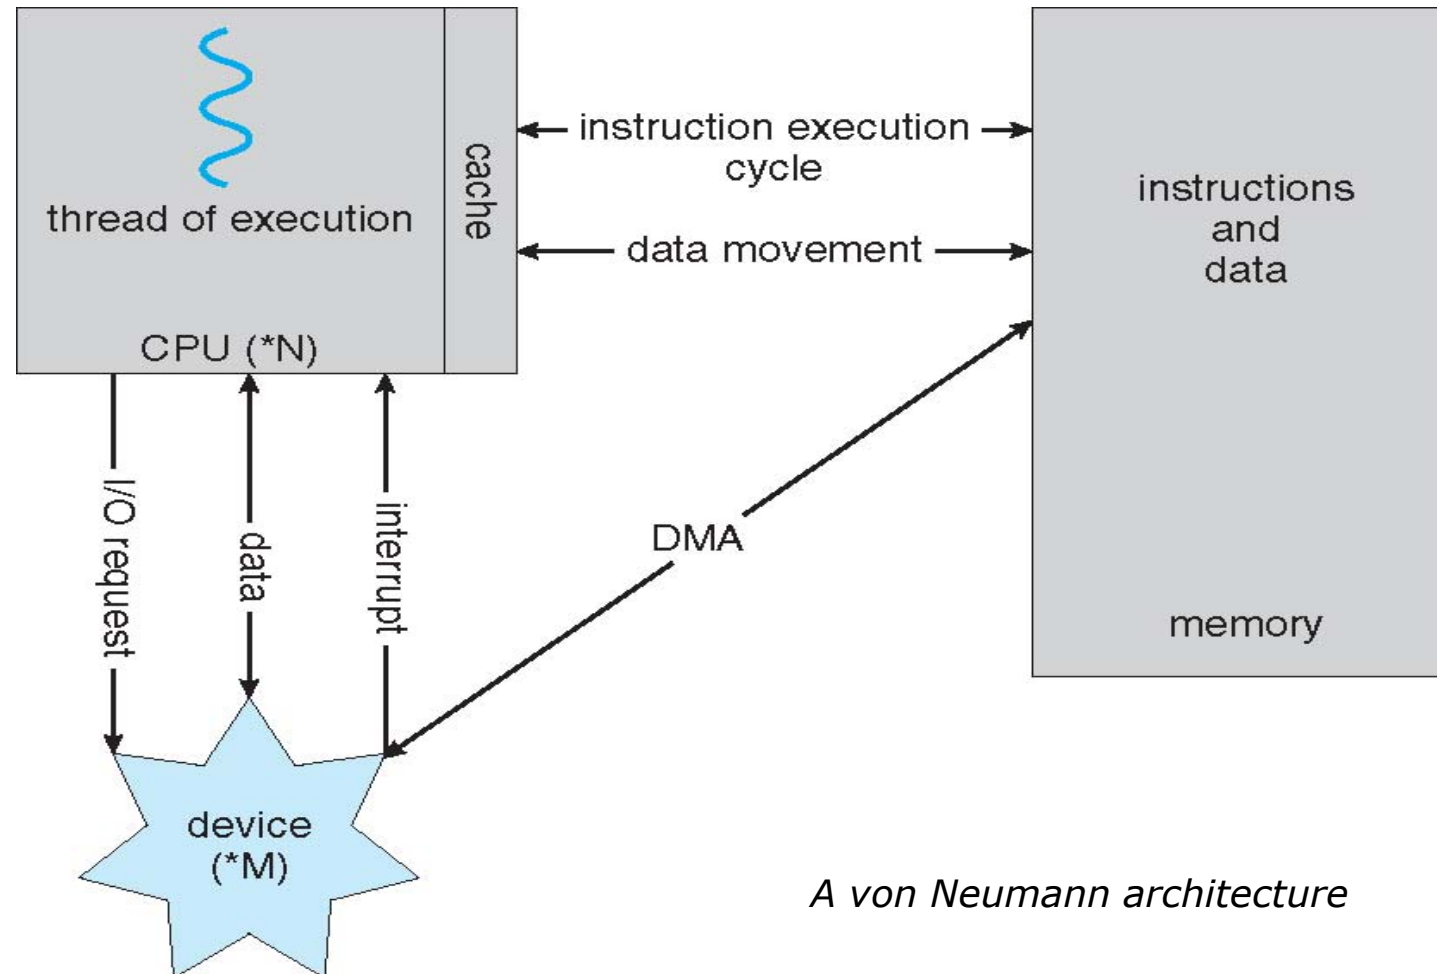 thread of execution
CPU (*N)
cache
instruction execution
cycle
data movement
instructions
and
data
memory
I/O request
data
interrupt
DMA
device
(*M)
A von Neumann architecture